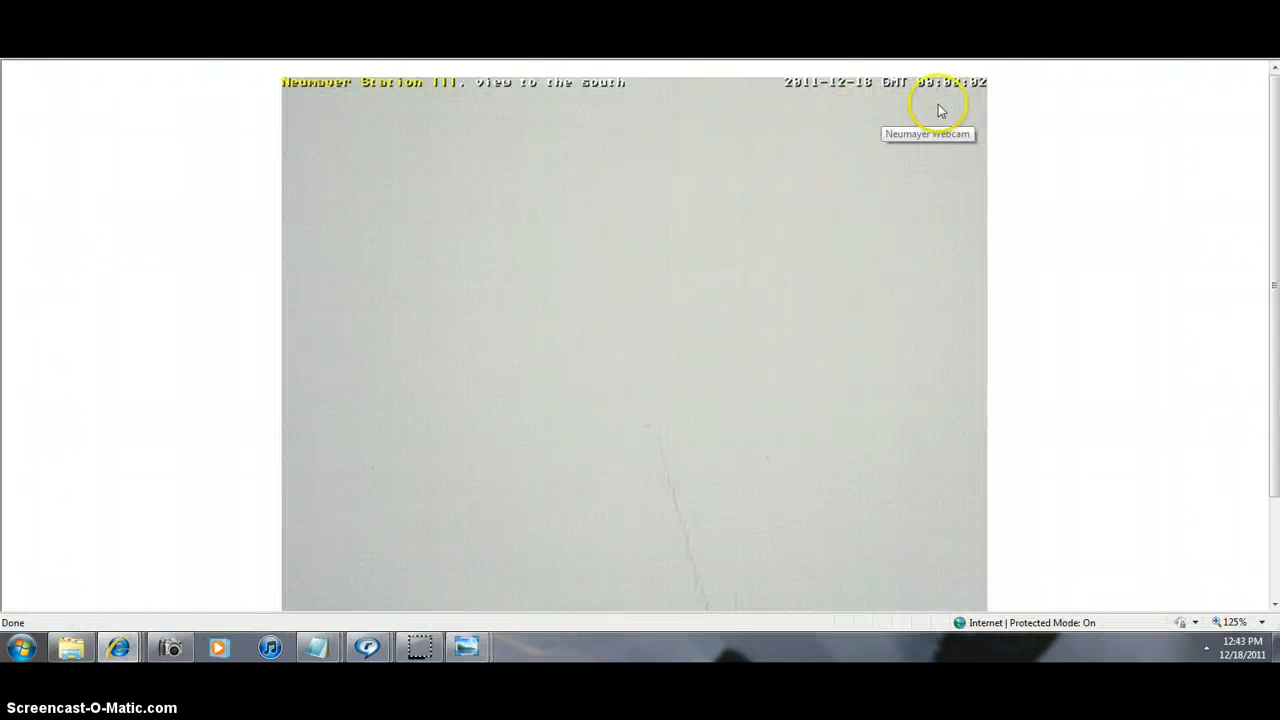 Neumayer Station III. view to the south 2011-12-18 GMT
Neumayer Webcam
Done
Internet | Protected Mode: On
125%
12:43 PM
12/18/2011
Screencast-O-Matic.com